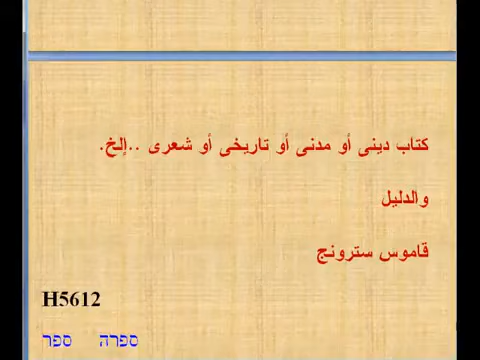 كتاب دينى أو مدنى أو تاريخى أو شعرى ..إلخ.
والدليل
قاموس سترونج
H5612
ספרה ספר